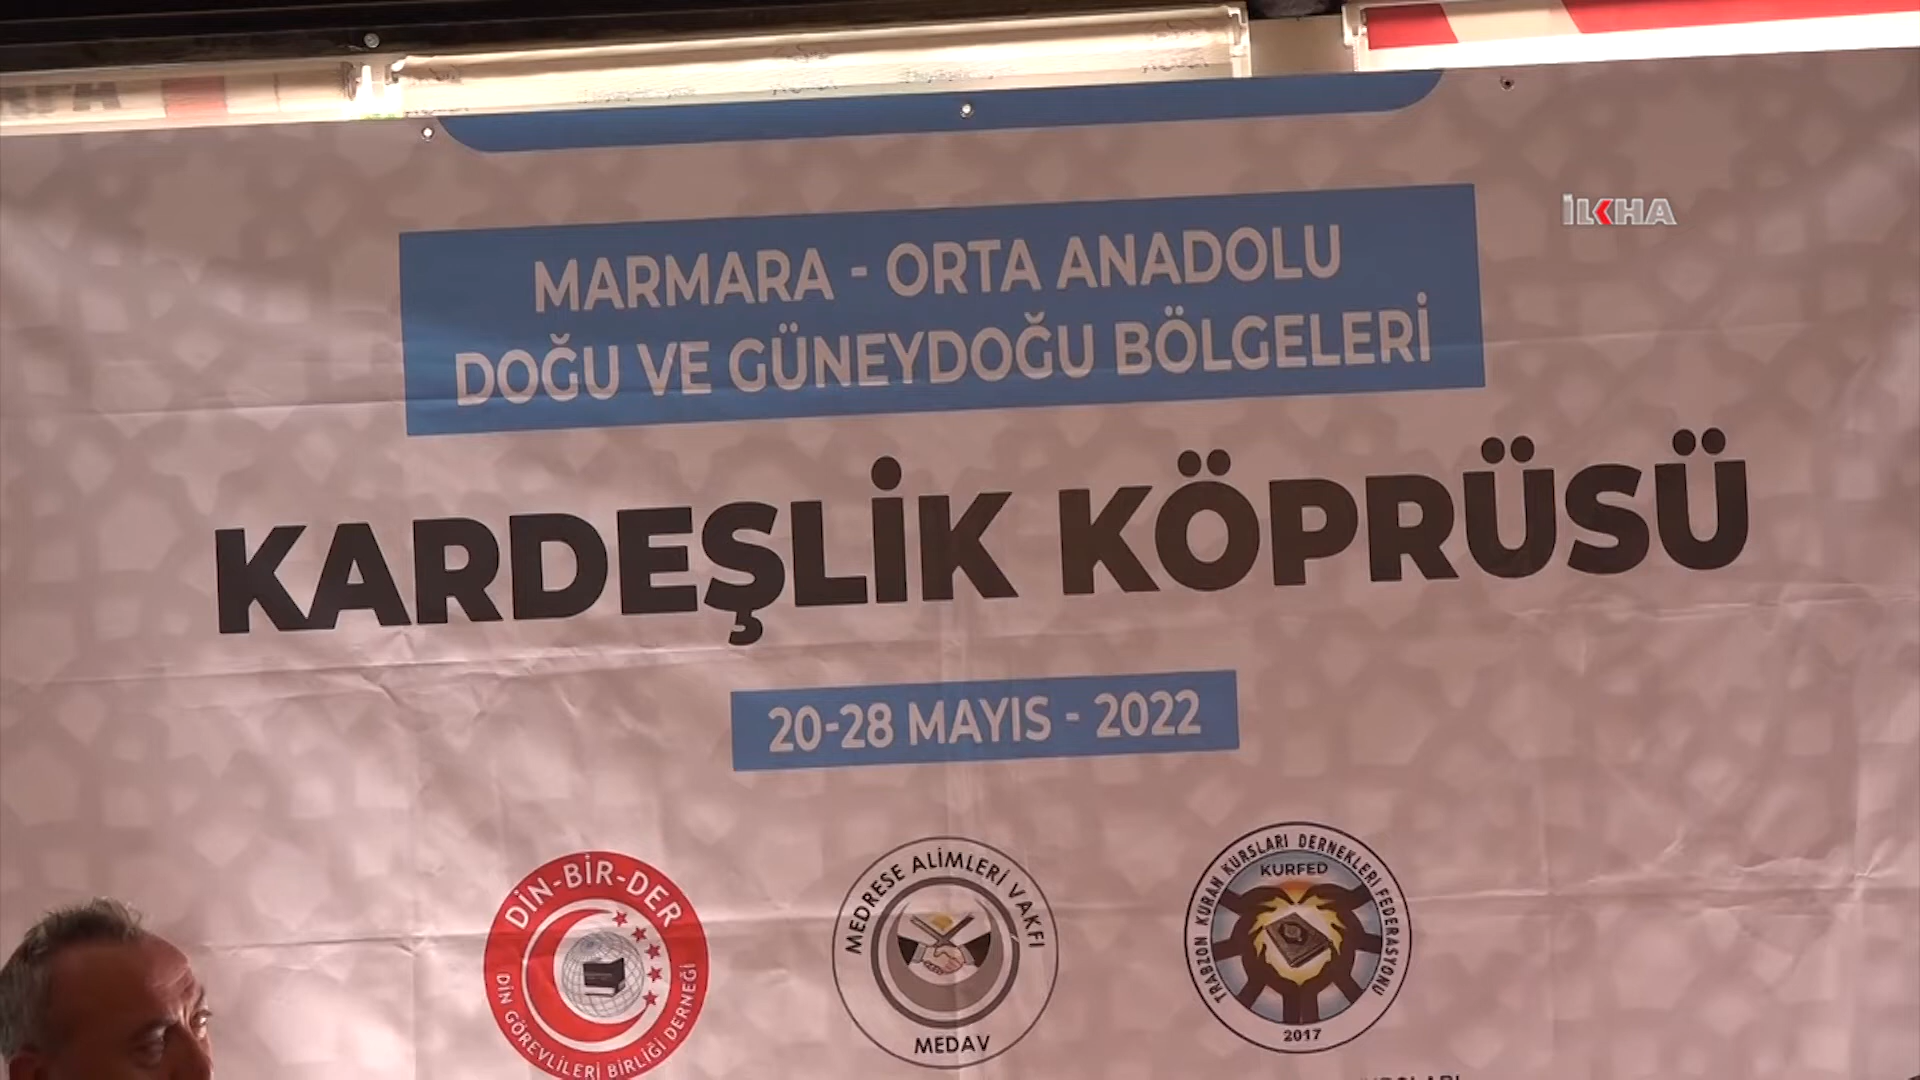 İLKHA
MARMARA - ORTA ANADOLU
DOĞU VE GÜNEYDOĞU BÖLGELERİ
KARDEŞLİK KÖPRÜSÜ
20-28 MAYIS - 2022
DİN-BİR-DER
DİN GÖREVLİLERİ BİRLİĞİ DERNEĞİ
MEDRESE ALİMLERİ VAKFI
MEDAV
TRABZON KURAN KURSLARI DERNEKLERİ FEDERASYONU
KURFED
2017